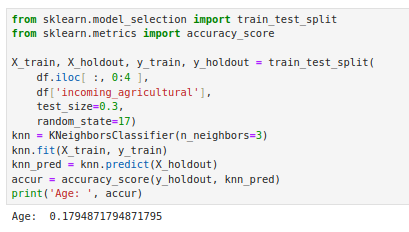 from sklearn.model_selection import train_test_split
from sklearn.metrics import accuracy_score
X_train, X_holdout, y_train, y_holdout = train_test_split(
df.iloc[ :, 0:4 ],
df['incoming_agricultural'],
test_size=0.3,
random_state=17)
knn = KNeighborsClassifier(n_neighbors=3)
knn.fit(X_train, y_train)
knn_pred = knn.predict(X_holdout)
accur = accuracy_score(y_holdout, knn_pred)
print('Age: ', accur)
Age:  0.1794871794871795